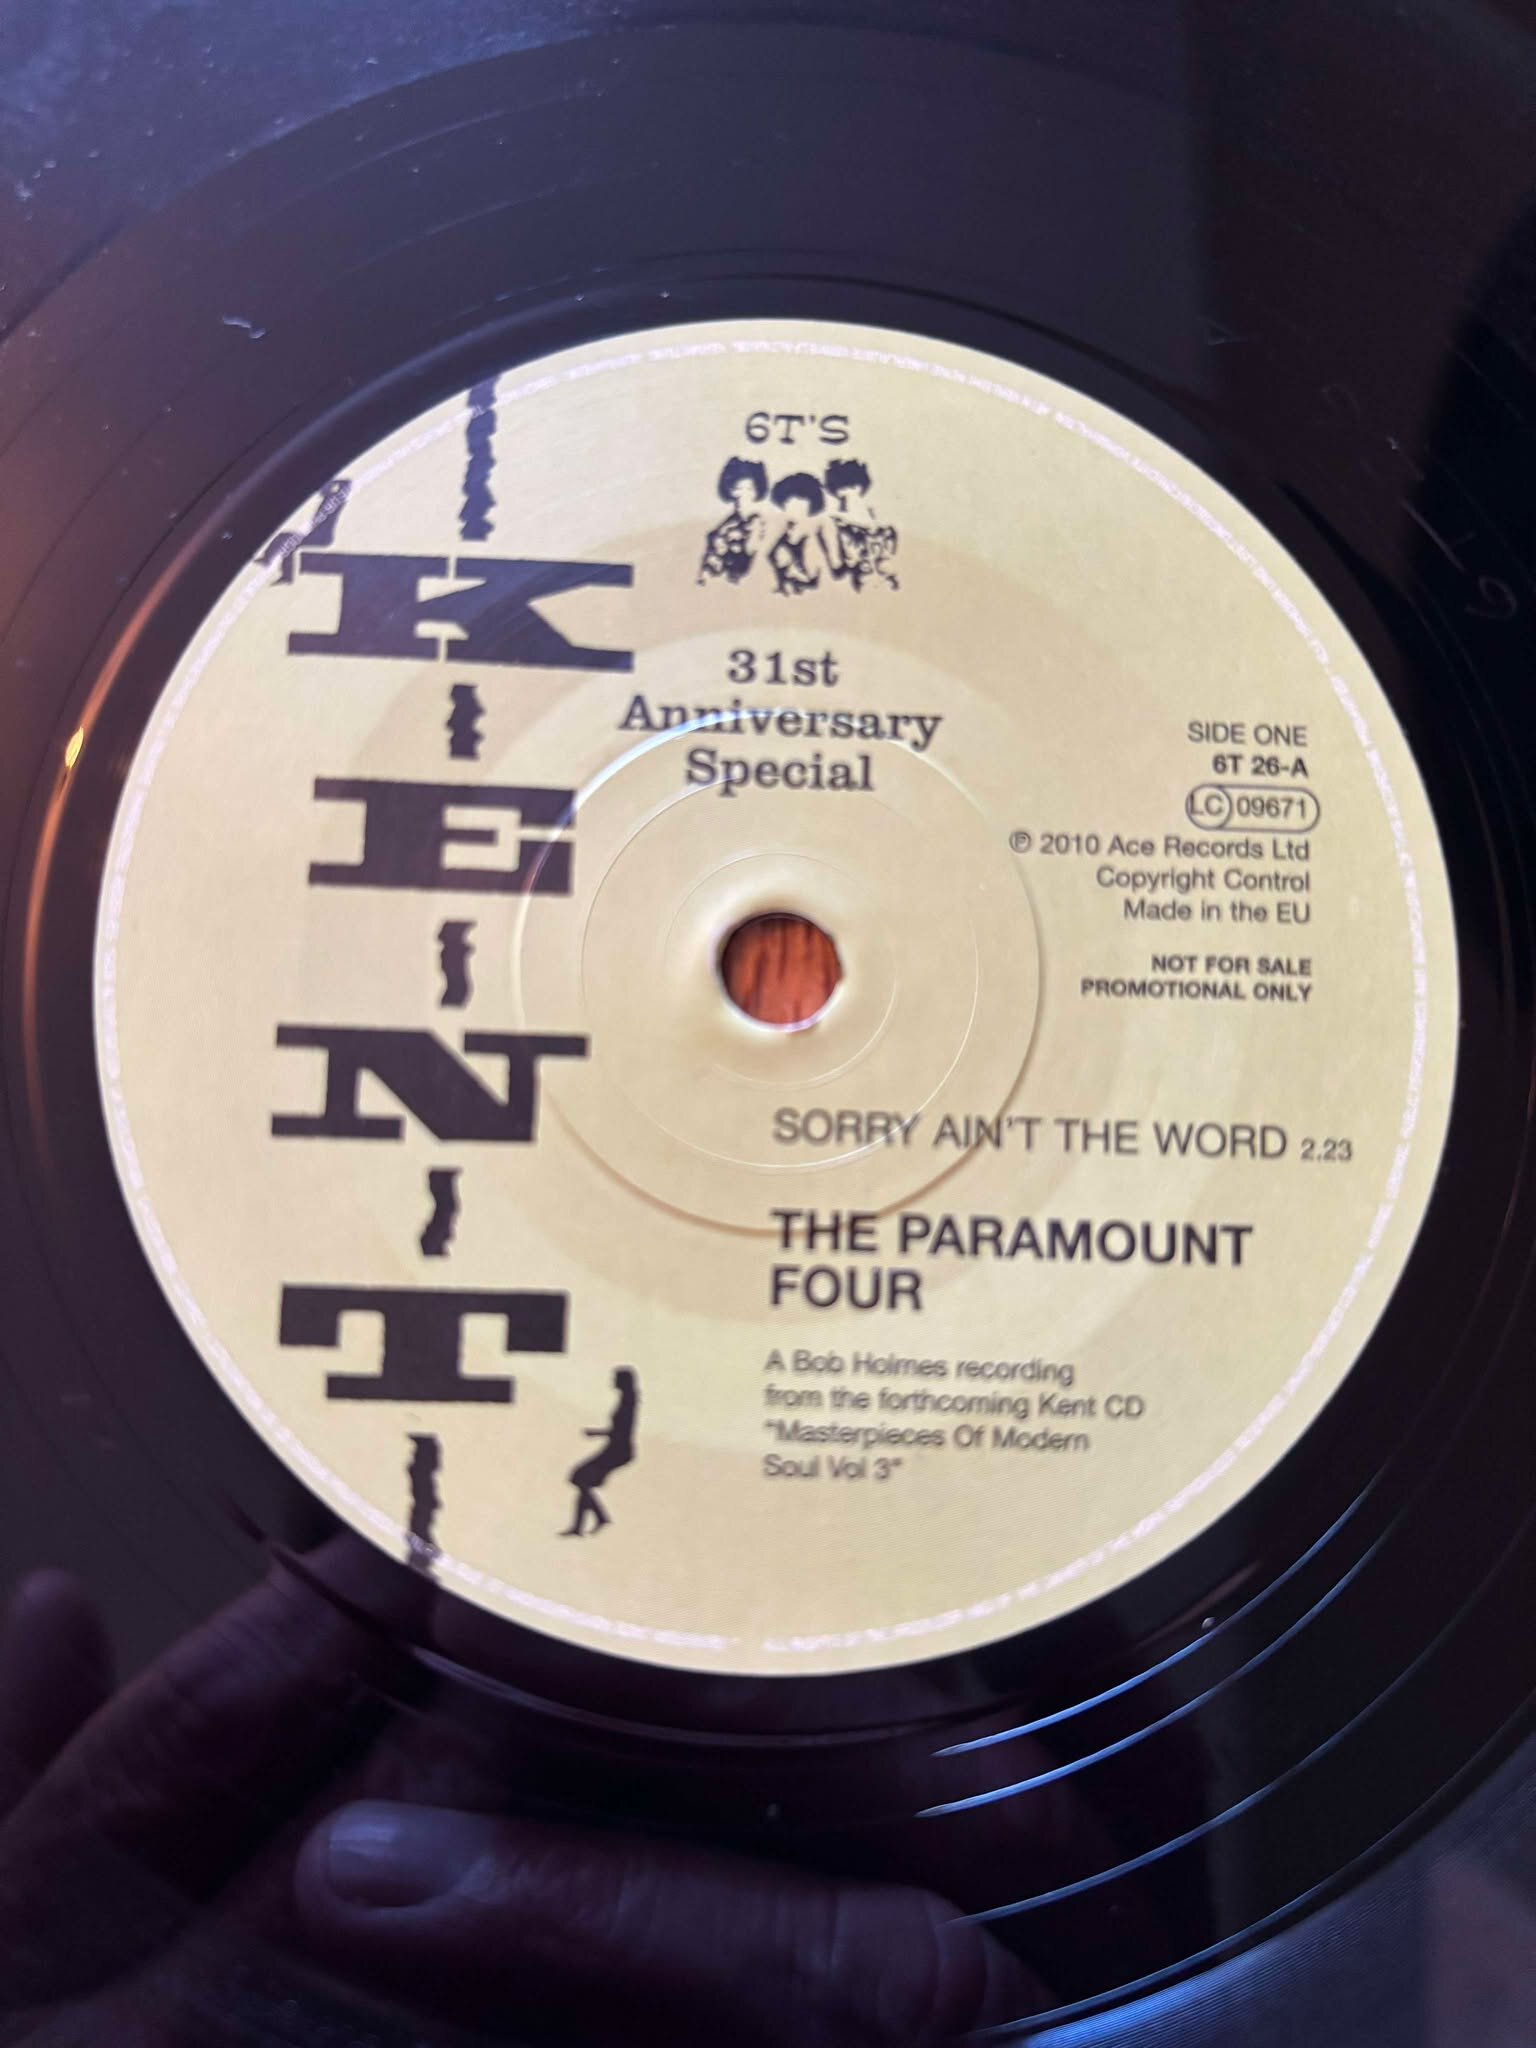 6T'S
K-E-N-T
31st
Anniversary
Special
SIDE ONE
6T 26-A
LC 09671
℗ 2010 Ace Records Ltd
Copyright Control
Made in the EU
NOT FOR SALE
PROMOTIONAL ONLY
SORRY AIN'T THE WORD 2.23
THE PARAMOUNT
FOUR
A Bob Holmes recording
from the forthcoming Kent CD
"Masterpieces Of Modern
Soul Vol 3"